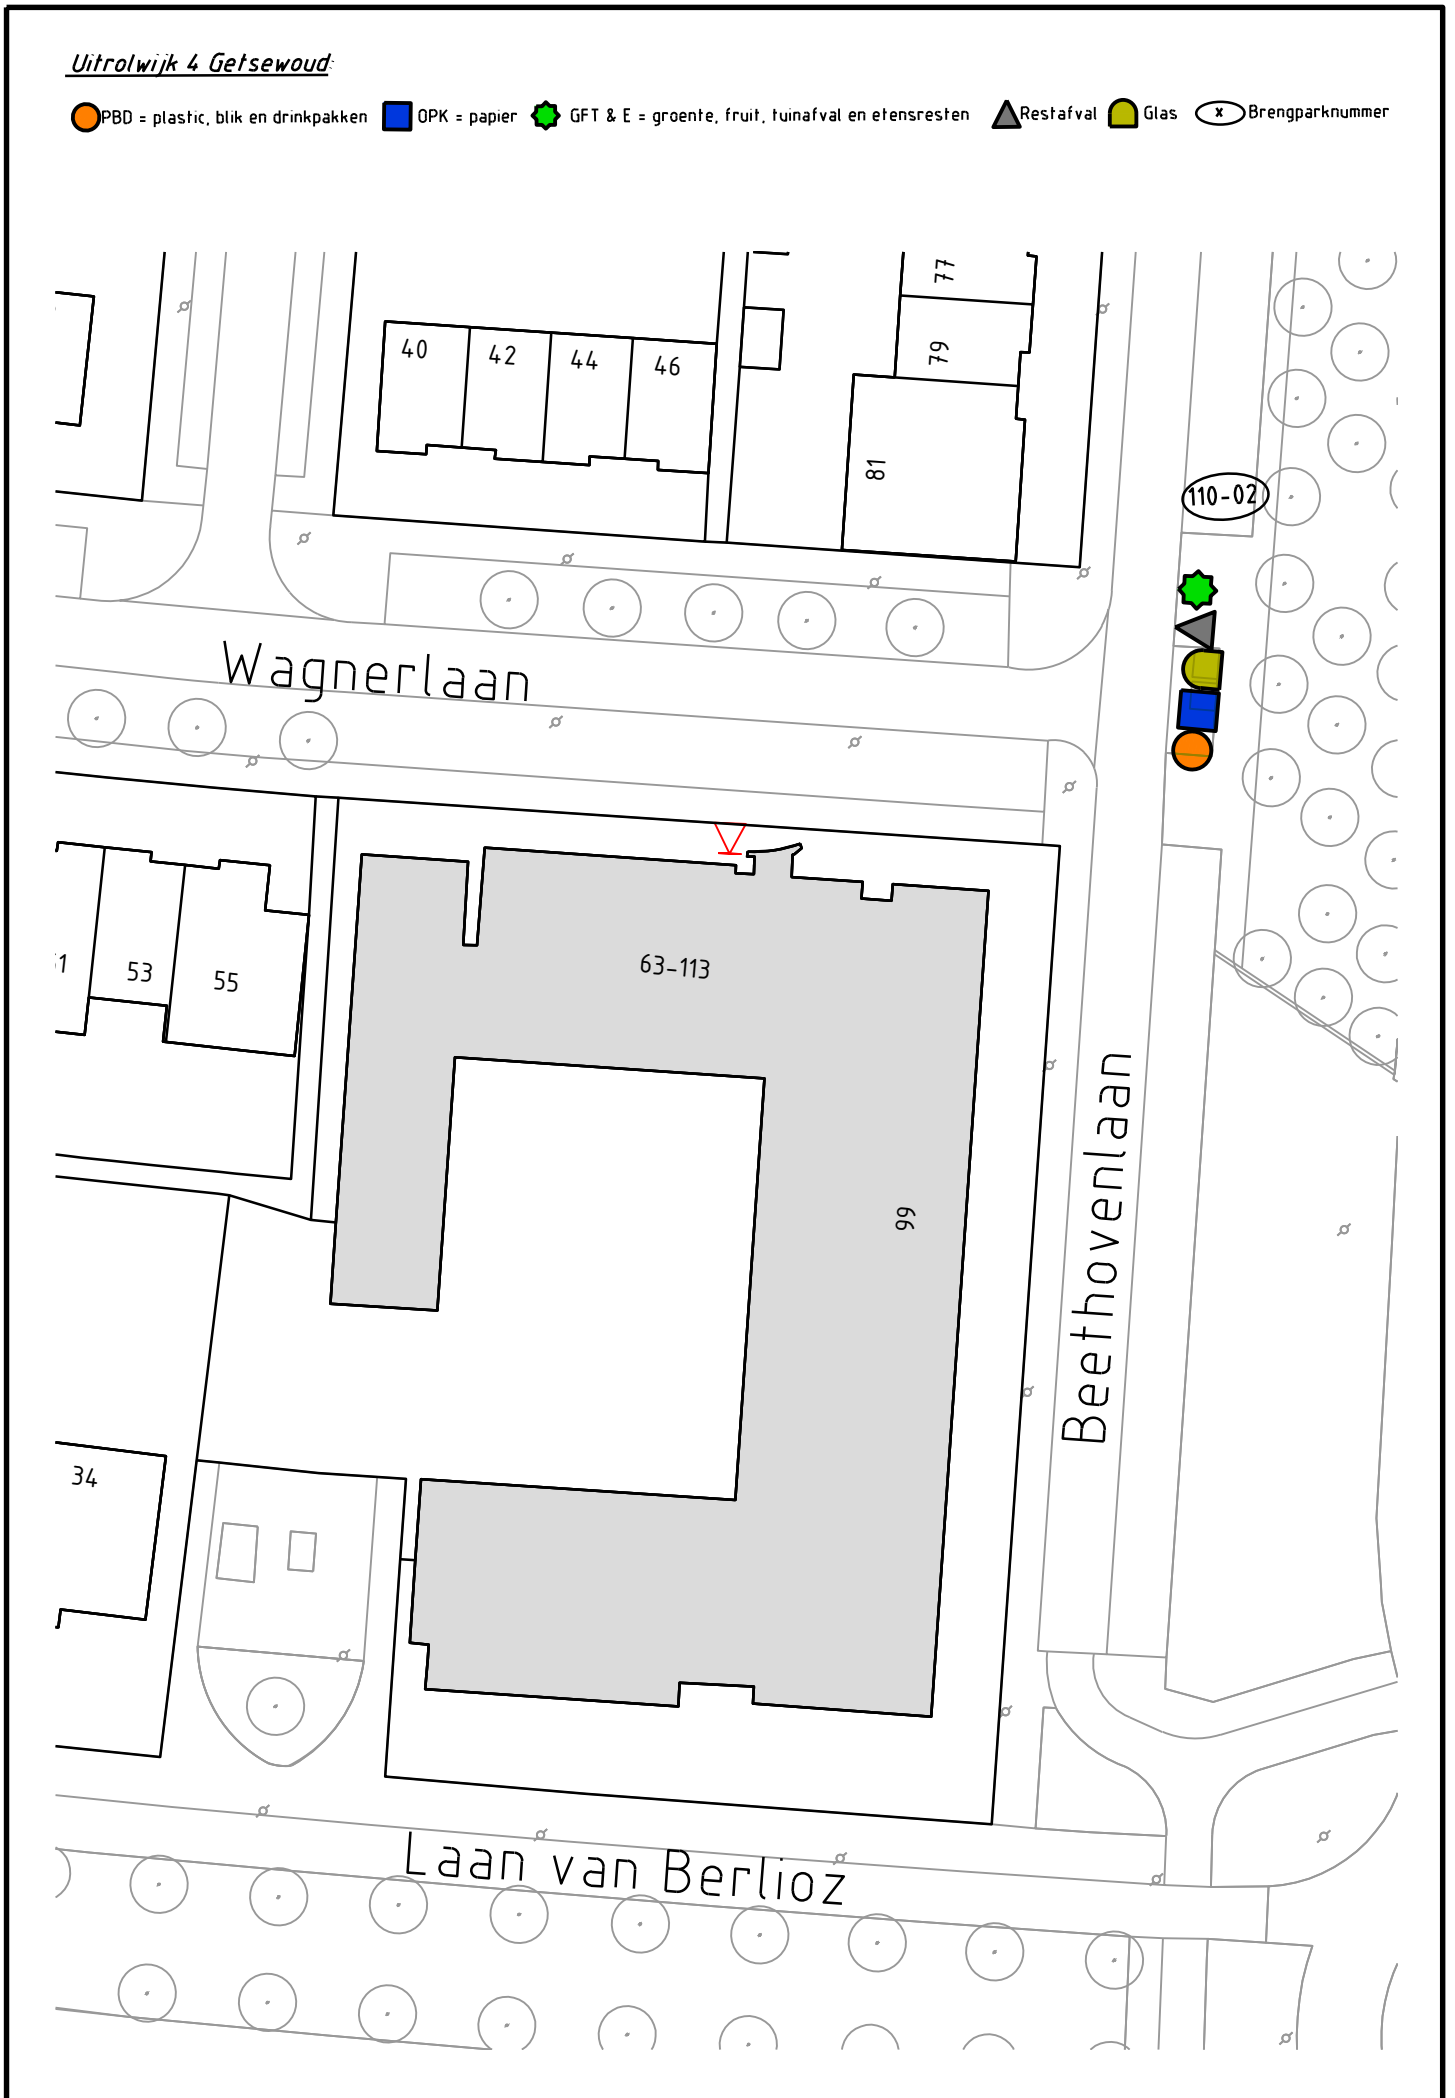 Uitrolwijk 4 Getsewoud:
PBD = plastic, blik en drinkpakken OPK = papier GFT & E = groente, fruit, tuinafval en etensresten Restafval Glas x Brengparknummer
77
79
40 42 44 46
81
110-02
Wagnerlaan
63-113
53 55
99
Beethovenlaan
34
Laan van Berlioz